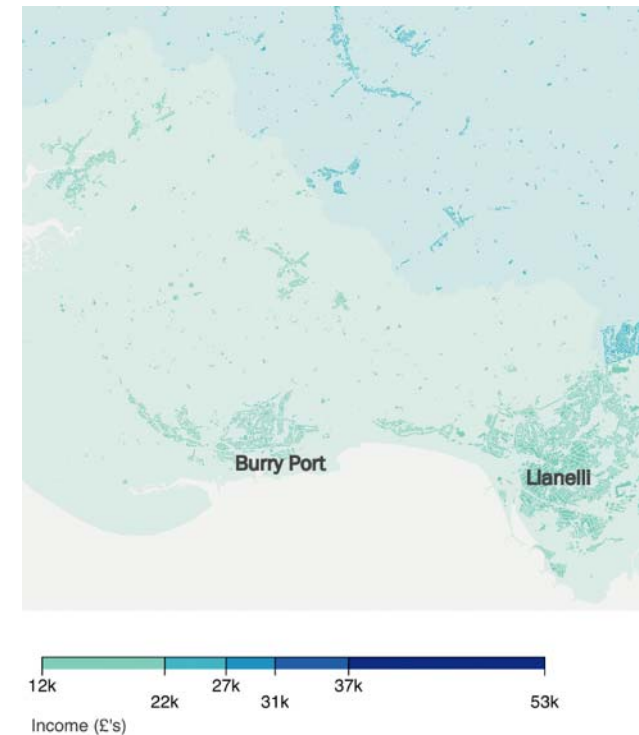 Burry Port
Llanelli
12k
22k
27k
31k
37k
53k
Income (£'s)